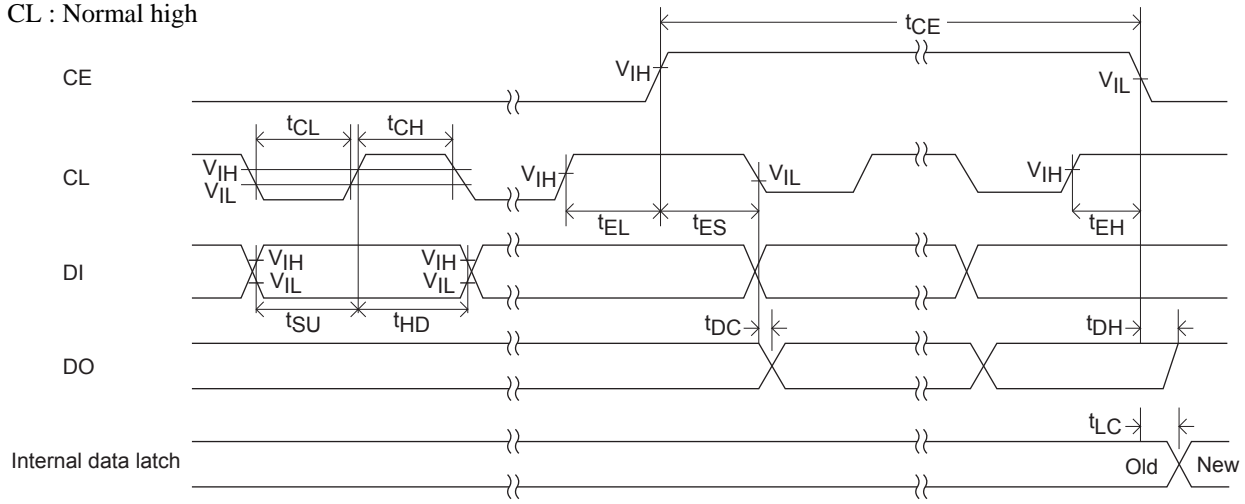 CL : Normal high
tCE
CE
VIH
VIL
tCL
tCH
CL
VIH
VIL
VIH
VIL
VIH
tEL
tES
tEH
DI
VIH
VIL
VIH
VIL
tSU
tHD
tDC
tDH
DO
tLC
Internal data latch
Old
New